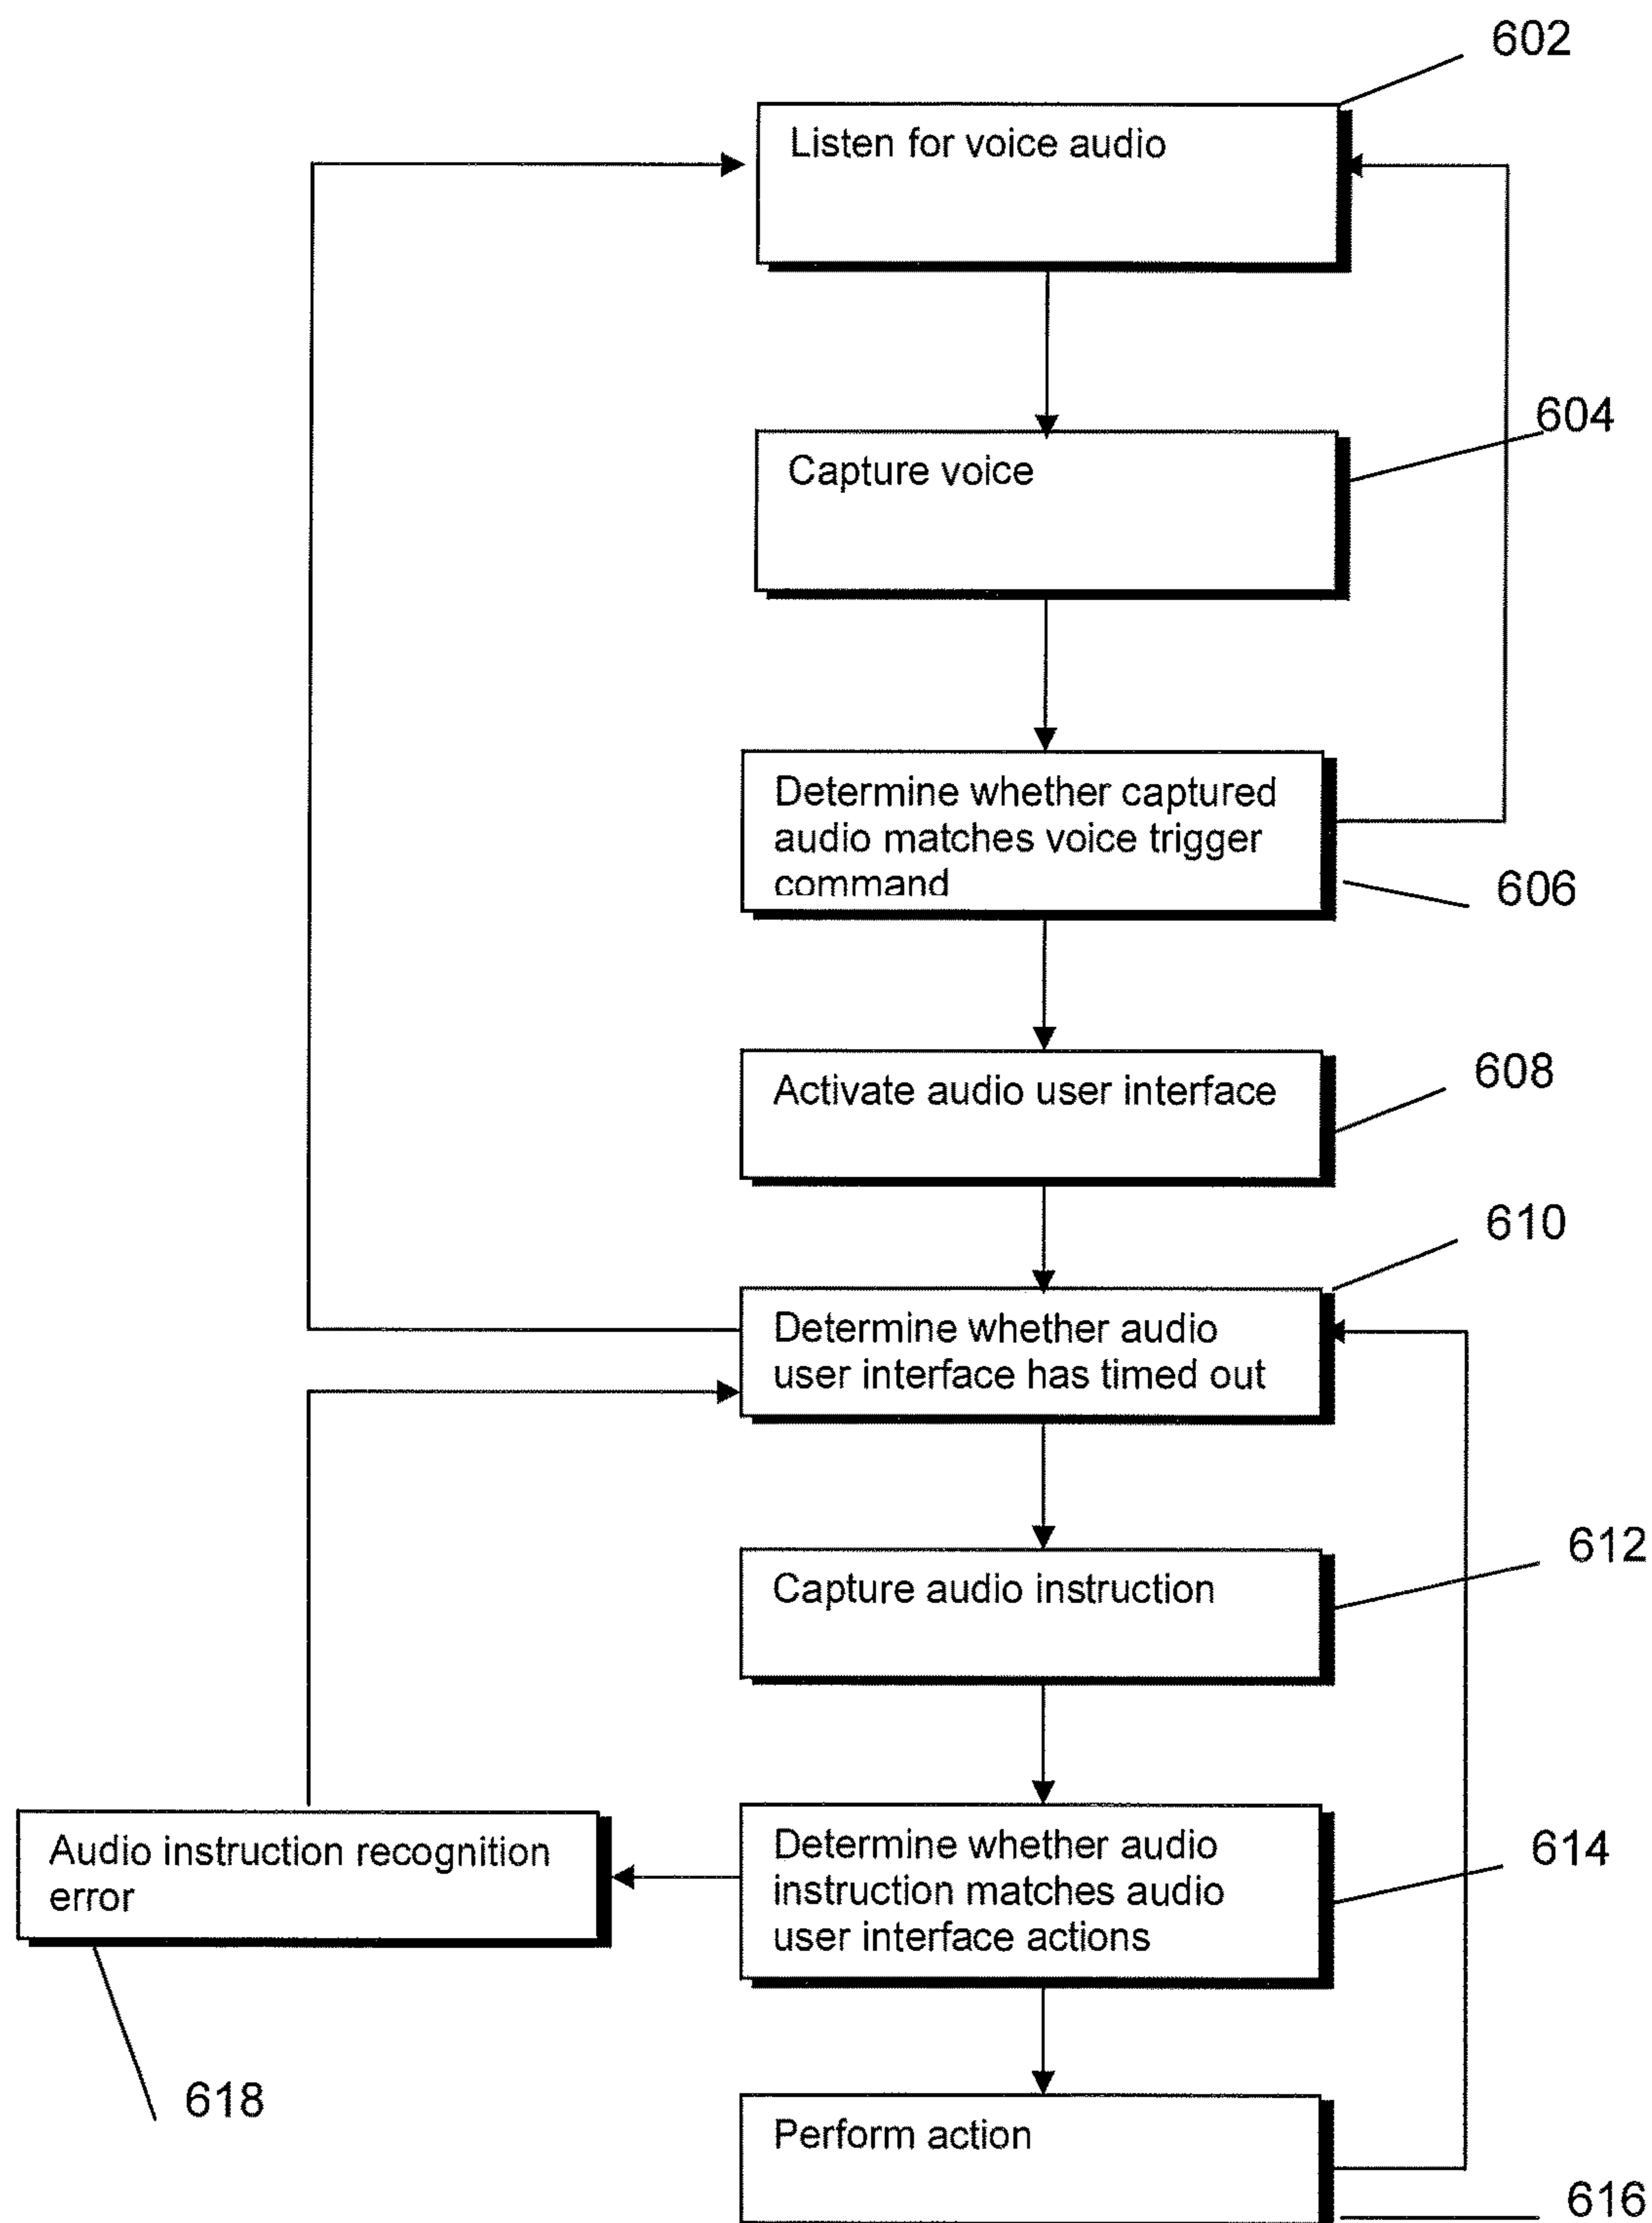 602
Listen for voice audio
604
Capture voice
Determine whether captured
audio matches voice trigger
command
606
608
Activate audio user interface
610
Determine whether audio
user interface has timed out
612
Capture audio instruction
Audio instruction recognition
error
Determine whether audio
instruction matches audio
user interface actions
614
618
Perform action
616